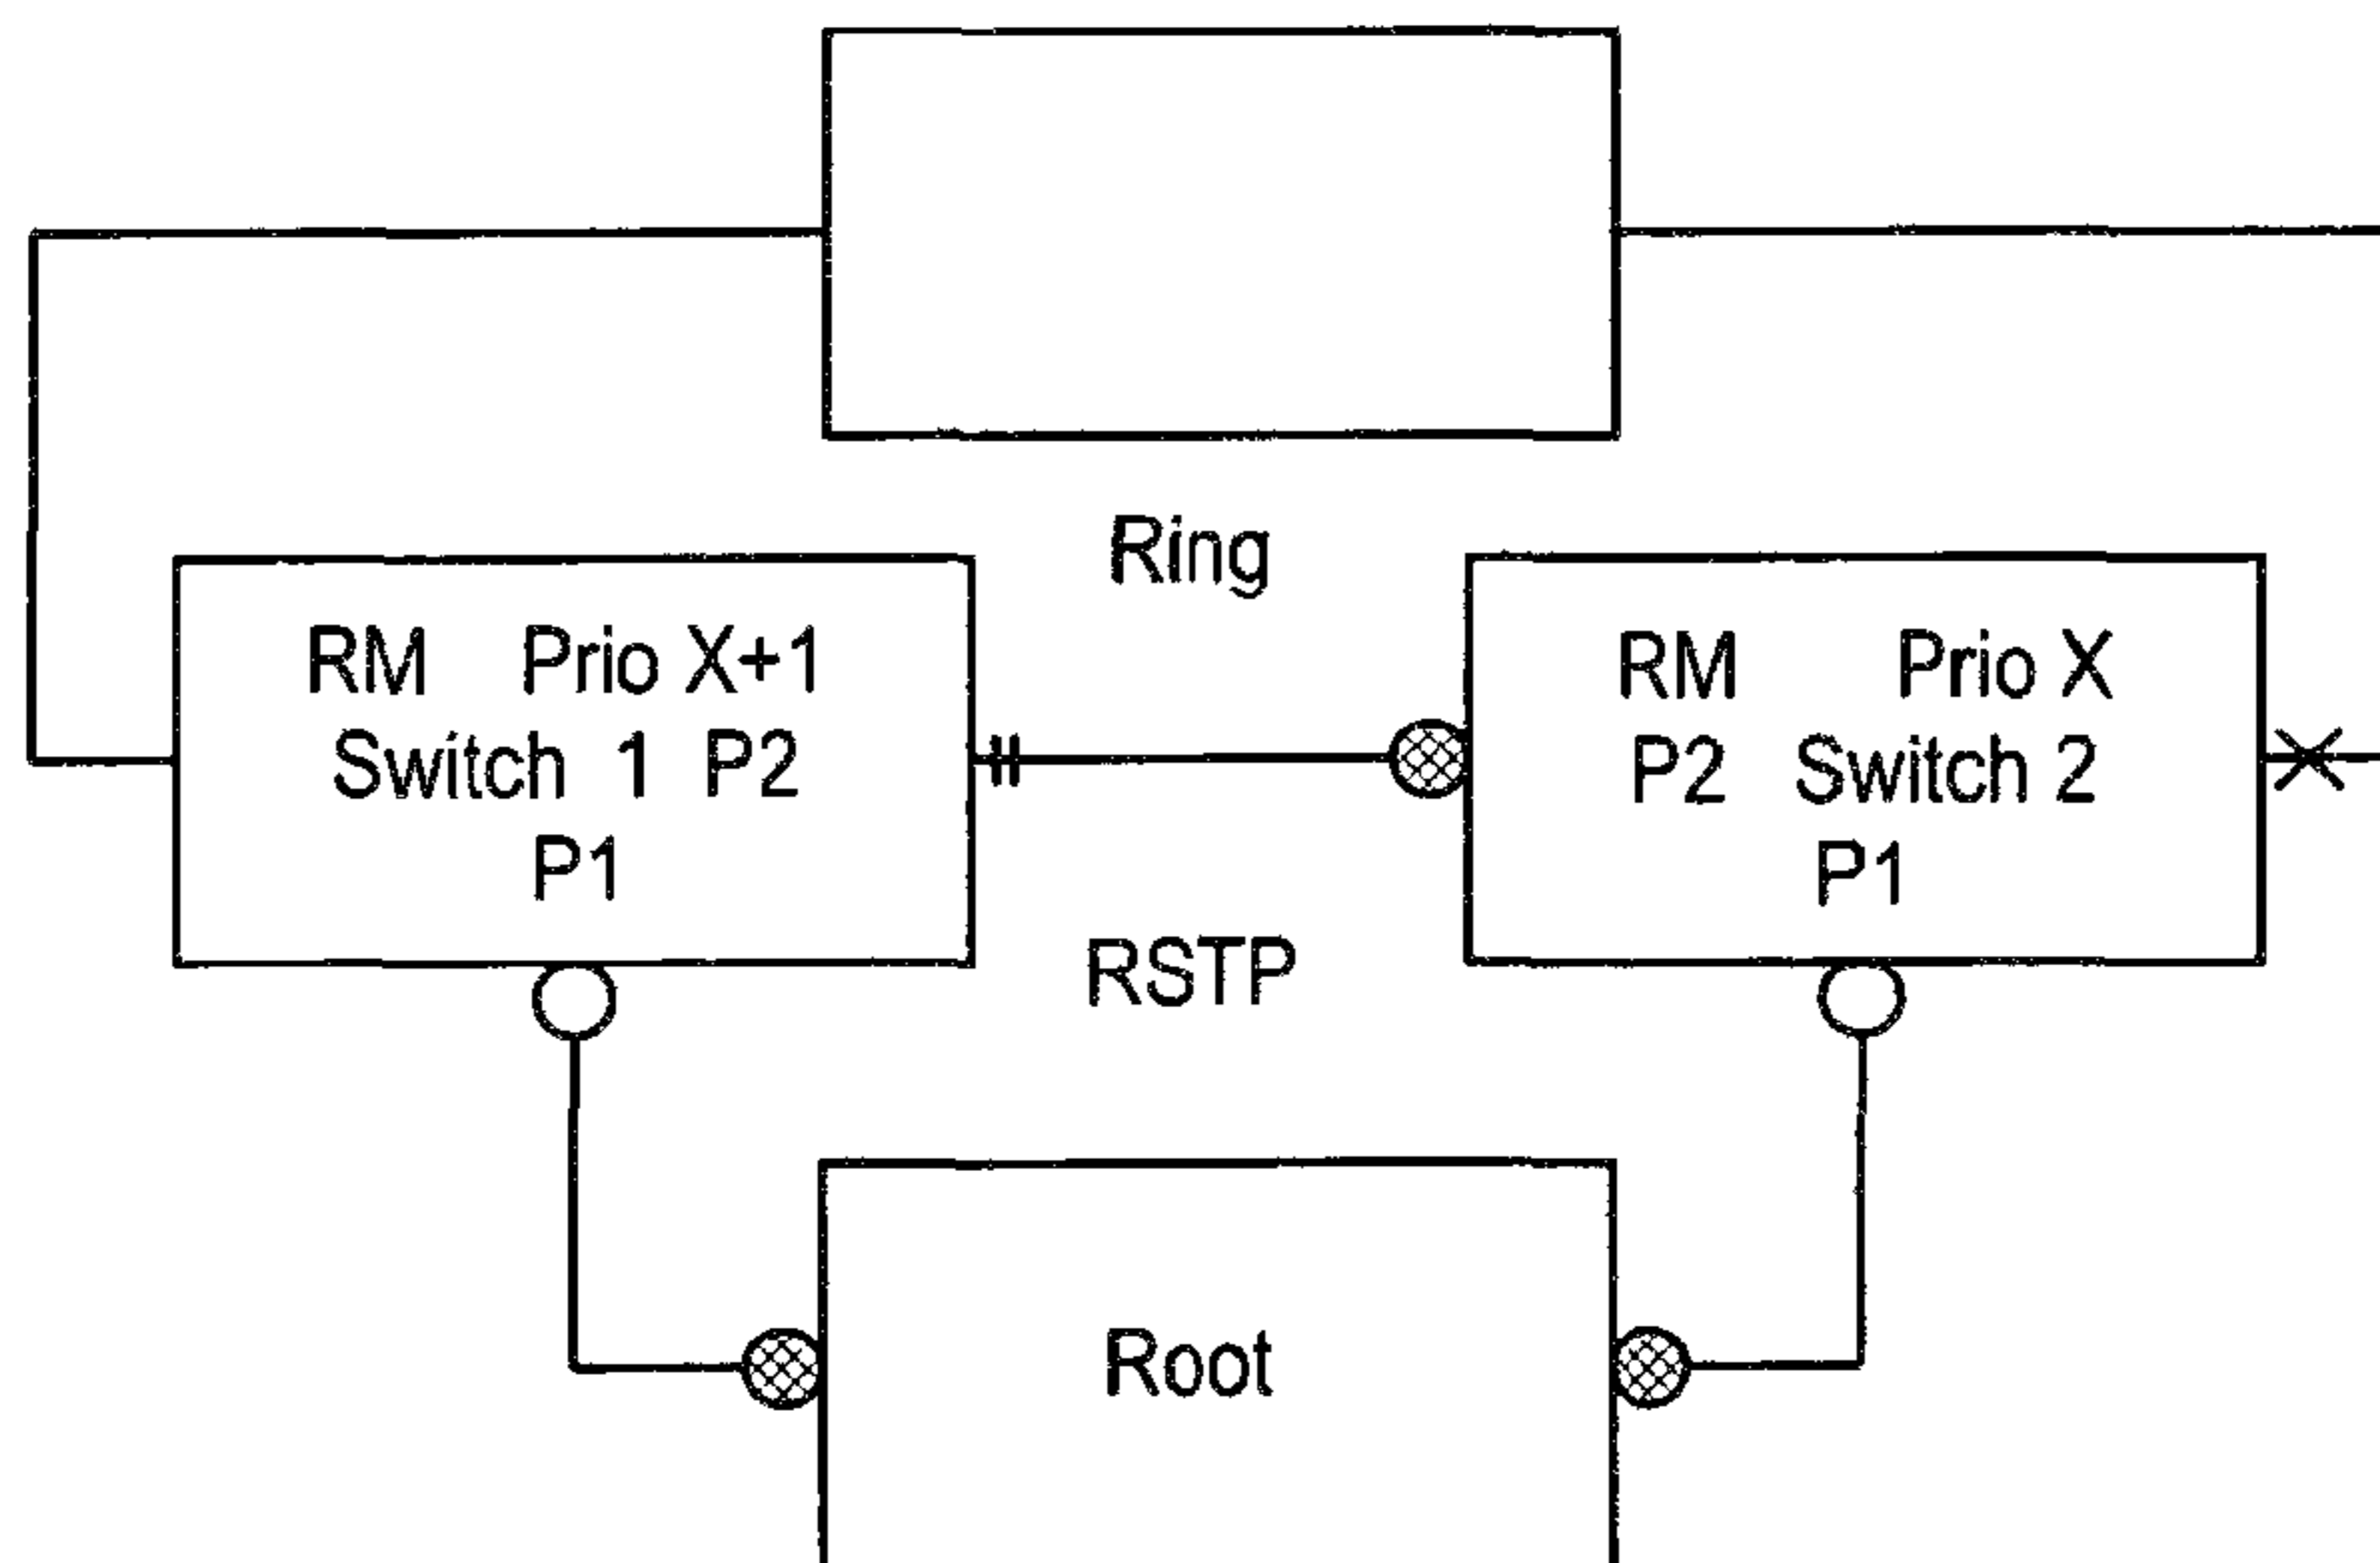 Ring
RM Prio X+1
Switch 1 P2
P1
RM Prio X
P2 Switch 2
P1
RSTP
Root